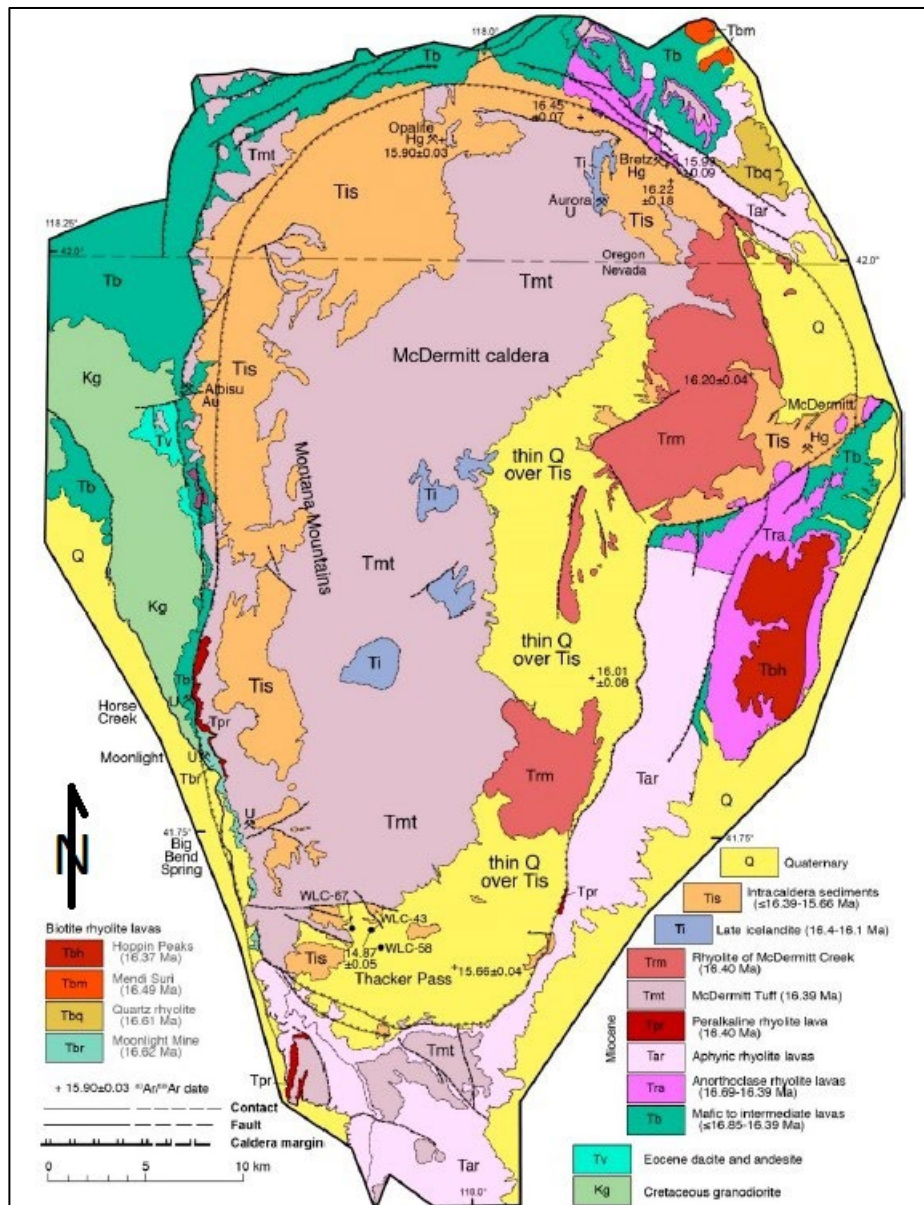 118.0°
Tbm
Tb
Tb
16.45
±0.07 +
Opalite
Hg
15.90±0.03
Tmt
Tis
Ti
Bretz
Hg
15.98
±0.09
Tbq
Aurora
U
16.22
±0.18
Tis
Tar
118.25°
42.0°
Oregon
Nevada
42.0°
Tb
Tmt
Q
McDermitt caldera
Kg
Tis
Albisu
Au
16.20±0.04
McDermitt
Hg
Tv
thin Q
over Tis
Trm
Tis
Tb
Tb
Montana Mountains
Ti
Q
Tra
Tmt
Kg
thin Q
over Tis
Ti
Tbh
Tis
+ 16.01
±0.08
Tb
U
Horse
Creek
Tpr
Moonlight
U
Trm
Tar
Tbr
Q
N
U
Tmt
41.75°
41.75°
Big
Bend
Spring
thin Q
over Tis
Tpr
WLC-67
WLC-43
WLC-58
14.87
±0.05
Tis
+15.66±0.04
Thacker Pass
Tmt
Tpr
Tar
118.0°
Biotite rhyolite lavas
Tbh Hoppin Peaks
(16.37 Ma)
Tbm Mendi Suri
(16.49 Ma)
Tbq Quartz rhyolite
(16.61 Ma)
Tbr Moonlight Mine
(16.62 Ma)
+ 15.90±0.03 ⁴⁰Ar/³⁹Ar date
Contact
Fault
Caldera margin
0 5 10 km
Q Quaternary
Tis Intracaldera sediments
(≤16.39-15.66 Ma)
Ti Late icelandite (16.4-16.1 Ma)
Miocene
Trm Rhyolite of McDermitt Creek
(16.40 Ma)
Tmt McDermitt Tuff (16.39 Ma)
Tpr Peralkaline rhyolite lava
(16.40 Ma)
Tar Aphyric rhyolite lavas
Tra Anorthoclase rhyolite lavas
(16.69-16.39 Ma)
Tb Mafic to intermediate lavas
(≤16.85-16.39 Ma)
Tv Eocene dacite and andesite
Kg Cretaceous granodiorite